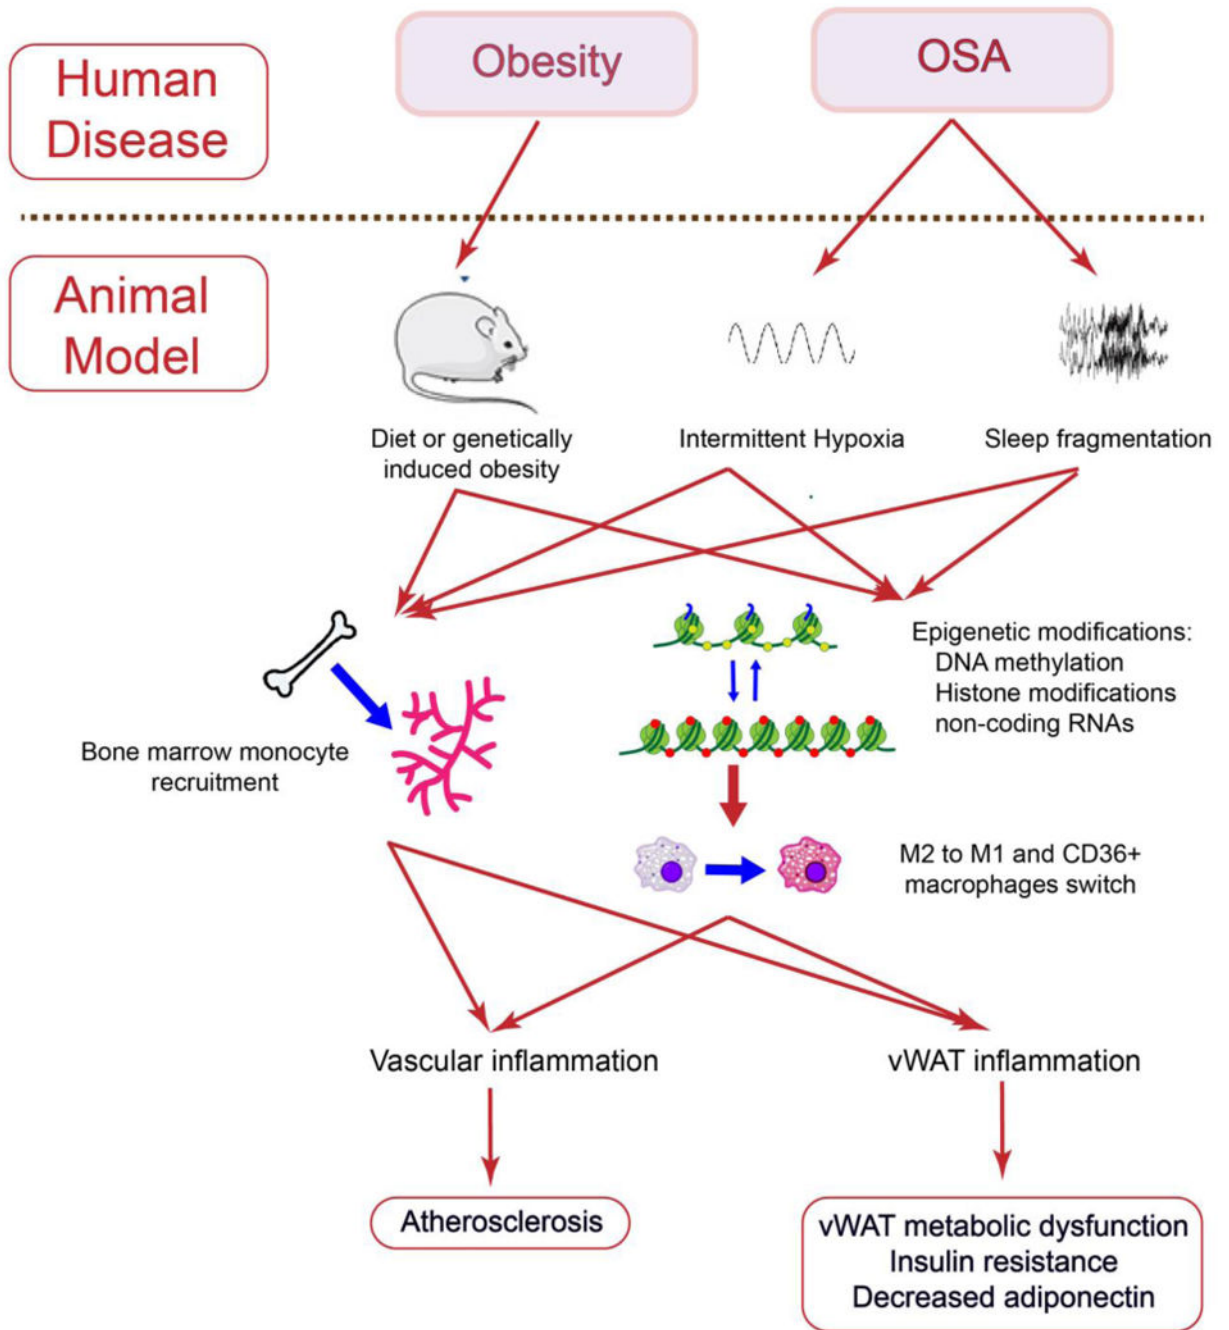 Human
Disease
Obesity
OSA
Animal
Model
Diet or genetically
induced obesity
Intermittent Hypoxia
Sleep fragmentation
Bone marrow monocyte
recruitment
Epigenetic modifications:
DNA methylation
Histone modifications
non-coding RNAs
M2 to M1 and CD36+
macrophages switch
Vascular inflammation
vWAT inflammation
Atherosclerosis
vWAT metabolic dysfunction
Insulin resistance
Decreased adiponectin